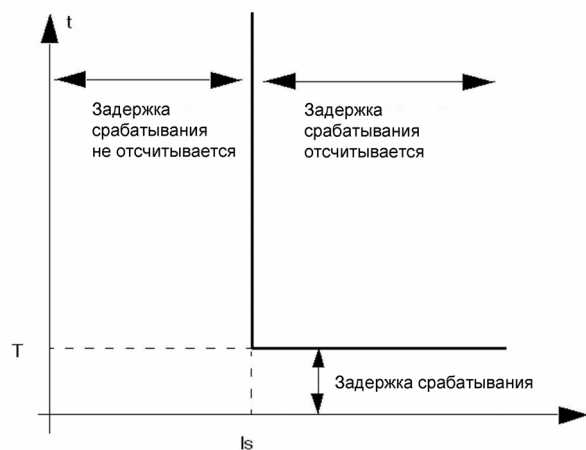 t
Задержка
срабатывания
не отсчитывается
Задержка
срабатывания
отсчитывается
T
Задержка срабатывания
Is